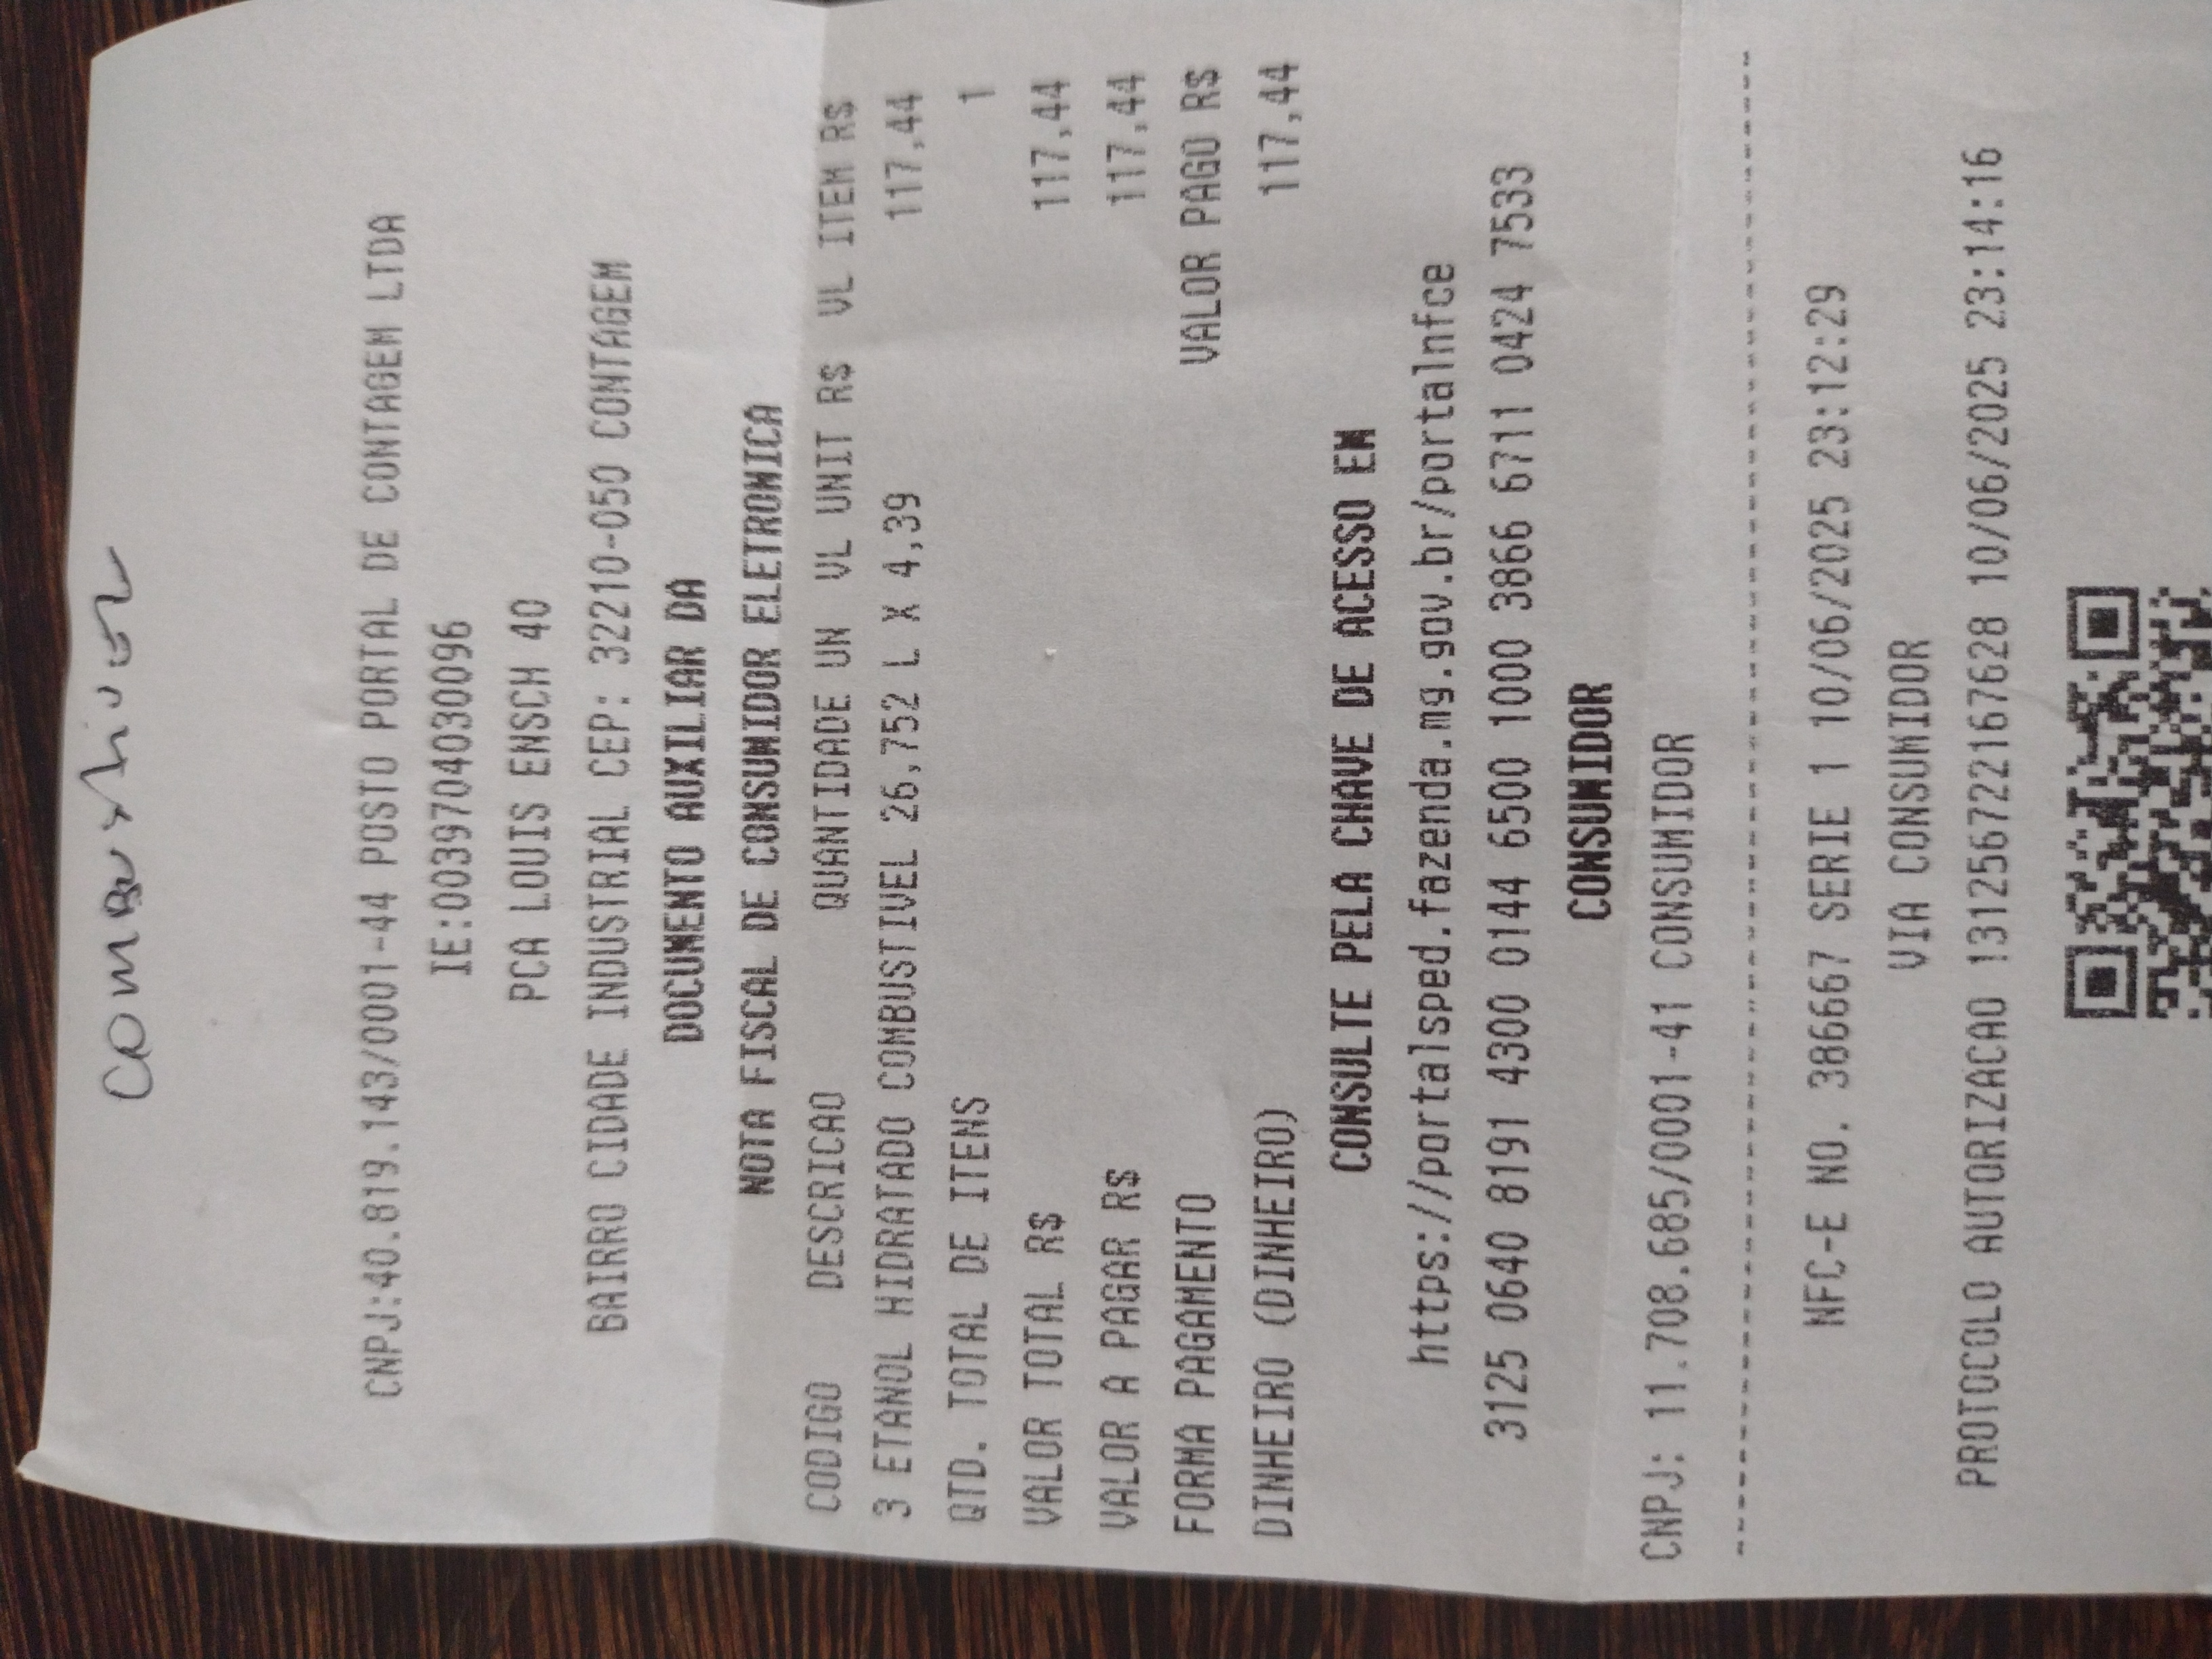 COMBUSTIVEL
CNPJ:40.819.143/0001-44 POSTO PORTAL DE CONTAGEM LTDA
IE:0039704030096
PCA LOUIS ENSCH 40
BAIRRO CIDADE INDUSTRIAL CEP: 32210-050 CONTAGEM
DOCUMENTO AUXILIAR DA
NOTA FISCAL DE CONSUMIDOR ELETRONICA
CODIGO DESCRICAO QUANTIDADE UN VL UNIT R$ VL ITEM R$
3 ETANOL HIDRATADO COMBUSTIVEL 26,752 L X 4,39 117,44
QTD. TOTAL DE ITENS 1
VALOR TOTAL R$ 117,44
VALOR A PAGAR R$ 117,44
FORMA PAGAMENTO VALOR PAGO R$
DINHEIRO (DINHEIRO) 117,44
CONSULTE PELA CHAVE DE ACESSO EM
https://portalsped.fazenda.mg.gov.br/portalnfce
3125 0640 8191 4300 0144 6500 1000 3866 6711 0424 7533
CONSUMIDOR
CNPJ: 11.708.685/0001-41 CONSUMIDOR
NFC-E NO. 386667 SERIE 1 10/06/2025 23:12:29
VIA CONSUMIDOR
PROTOCOLO AUTORIZACAO 131256722167628 10/06/2025 23:14:16